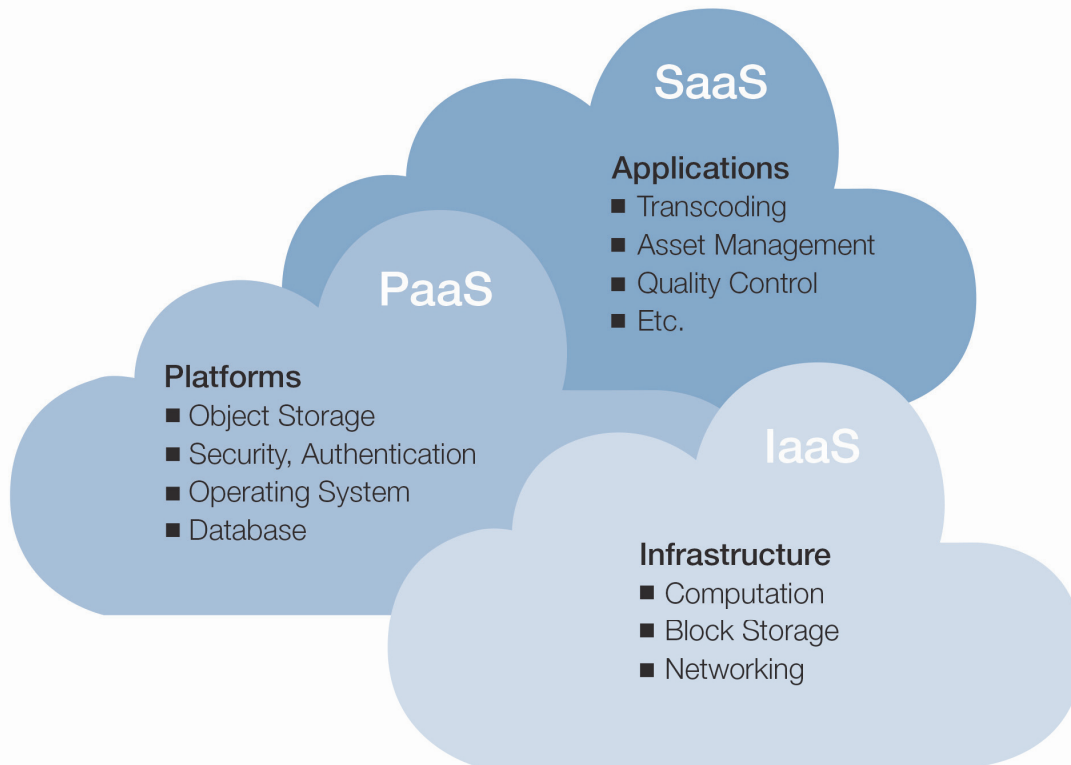 SaaS
Applications
■ Transcoding
■ Asset Management
■ Quality Control
■ Etc.
PaaS
Platforms
■ Object Storage
■ Security, Authentication
■ Operating System
■ Database
IaaS
Infrastructure
■ Computation
■ Block Storage
■ Networking